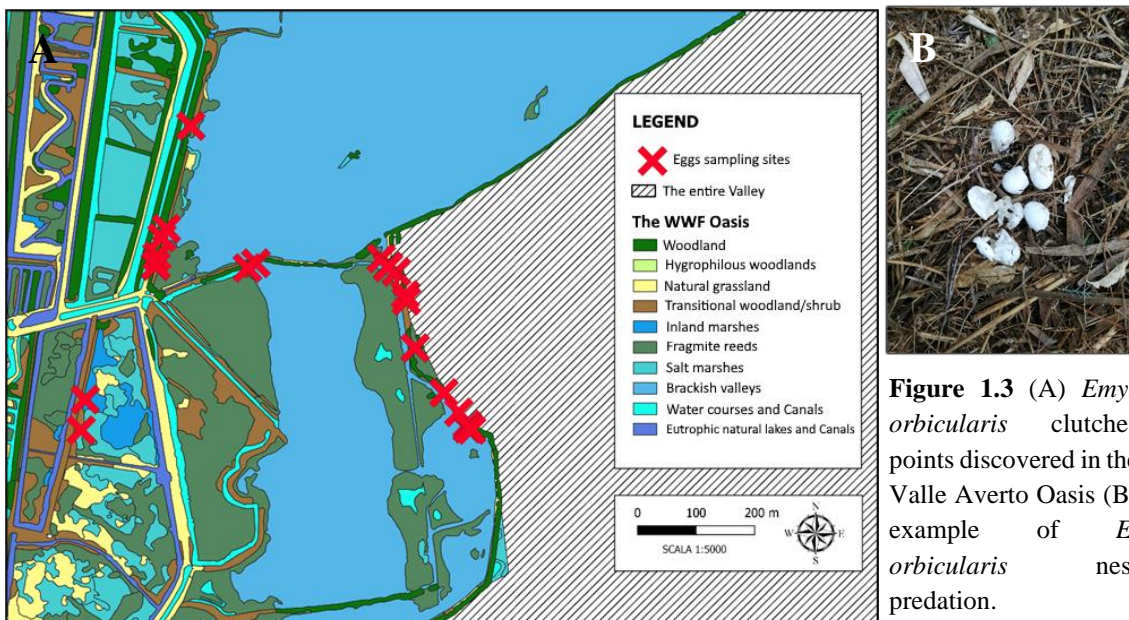 A
B
LEGEND
Eggs sampling sites
The entire Valley
The WWF Oasis
Woodland
Hygrophilous woodlands
Natural grassland
Transitional woodland/shrub
Inland marshes
Fragmite reeds
Salt marshes
Brackish valleys
Water courses and Canals
Eutrophic natural lakes and Canals
0 100 200 m
SCALA 1:5000
N
W E
S
Figure 1.3 (A) Emy
orbicularis clutche
points discovered in the
Valle Averto Oasis (B
example of E
orbicularis nes
predation.